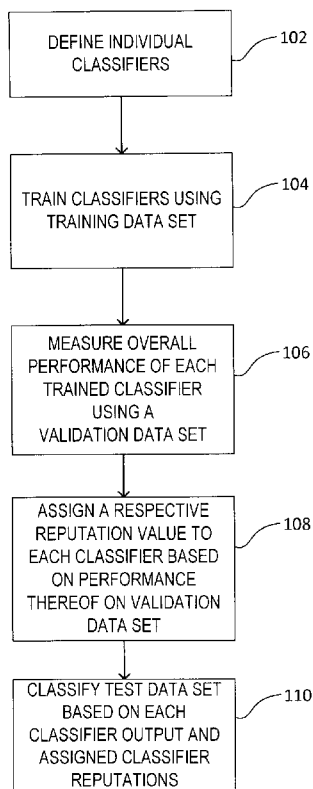 DEFINE INDIVIDUAL
CLASSIFIERS
102
TRAIN CLASSIFIERS USING
TRAINING DATA SET
104
MEASURE OVERALL
PERFORMANCE OF EACH
TRAINED CLASSIFIER
USING A
VALIDATION DATA SET
106
ASSIGN A RESPECTIVE
REPUTATION VALUE TO
EACH CLASSIFIER BASED
ON PERFORMANCE
THEREOF ON VALIDATION
DATA SET
108
CLASSIFY TEST DATA SET
BASED ON EACH
CLASSIFIER OUTPUT AND
ASSIGNED CLASSIFIER
REPUTATIONS
110